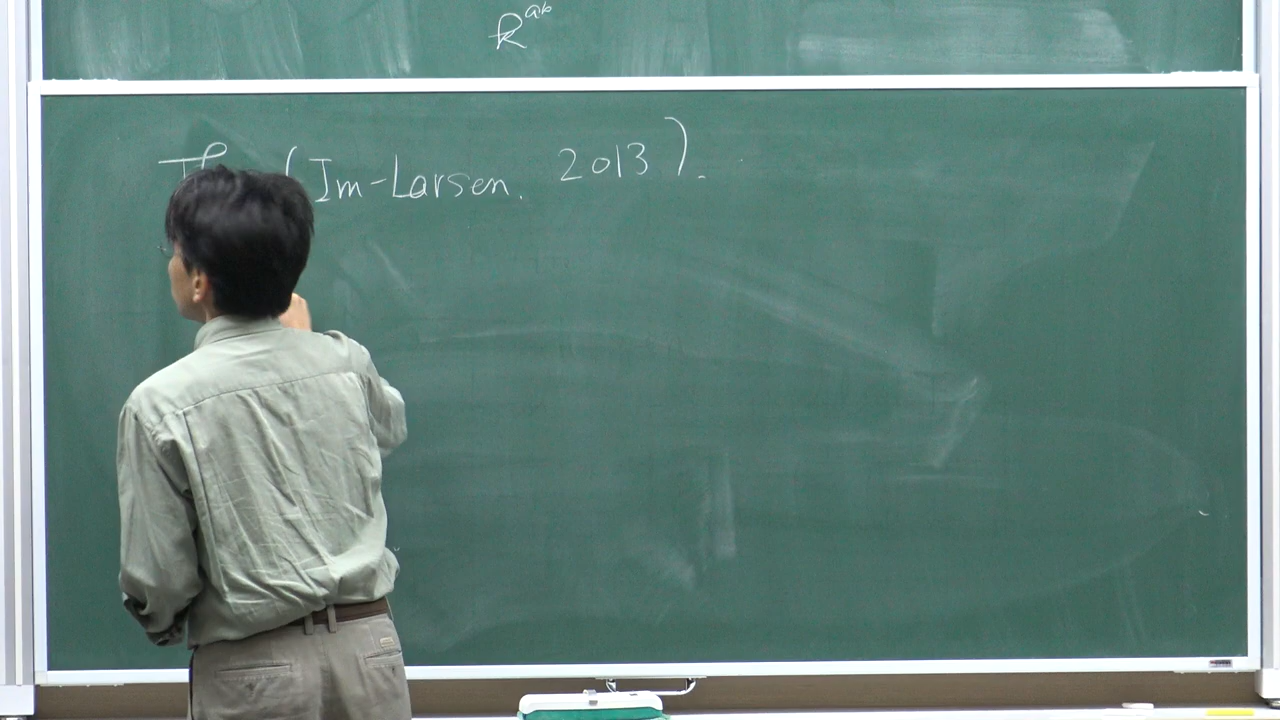 k^ab
Th (Im-Larsen, 2013).